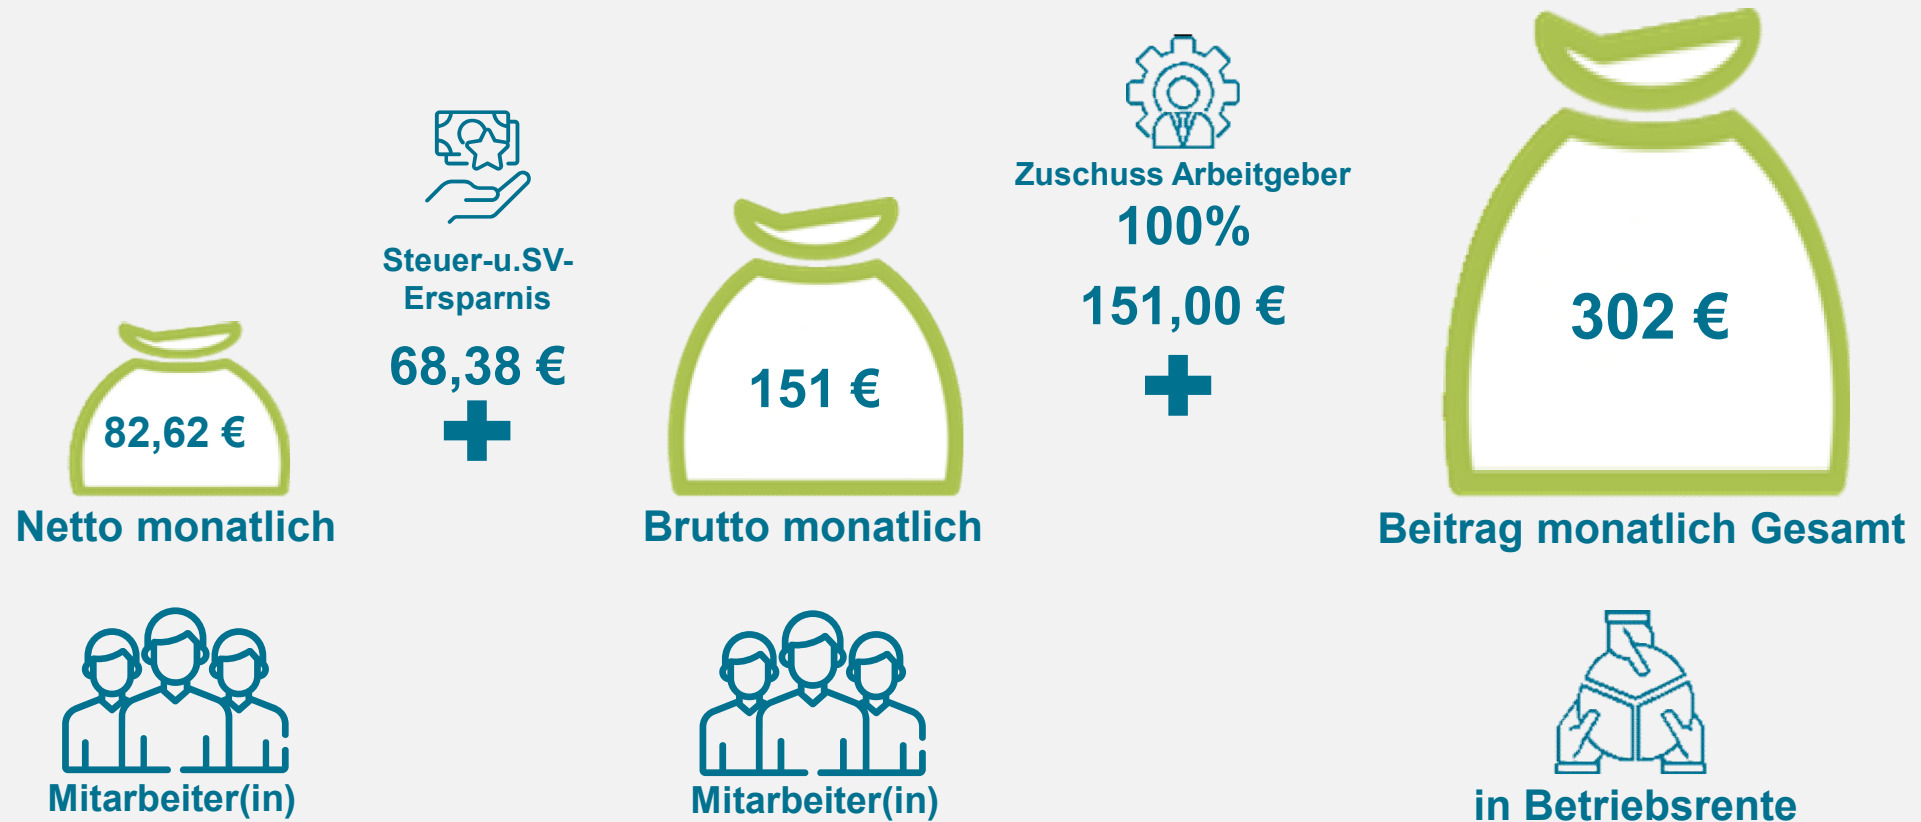 82,62 €
Netto monatlich
Mitarbeiter(in)
Steuer-u.SV-
Ersparnis
68,38 €
+
151 €
Brutto monatlich
Mitarbeiter(in)
Zuschuss Arbeitgeber
100%
151,00 €
+
302 €
Beitrag monatlich Gesamt
in Betriebsrente